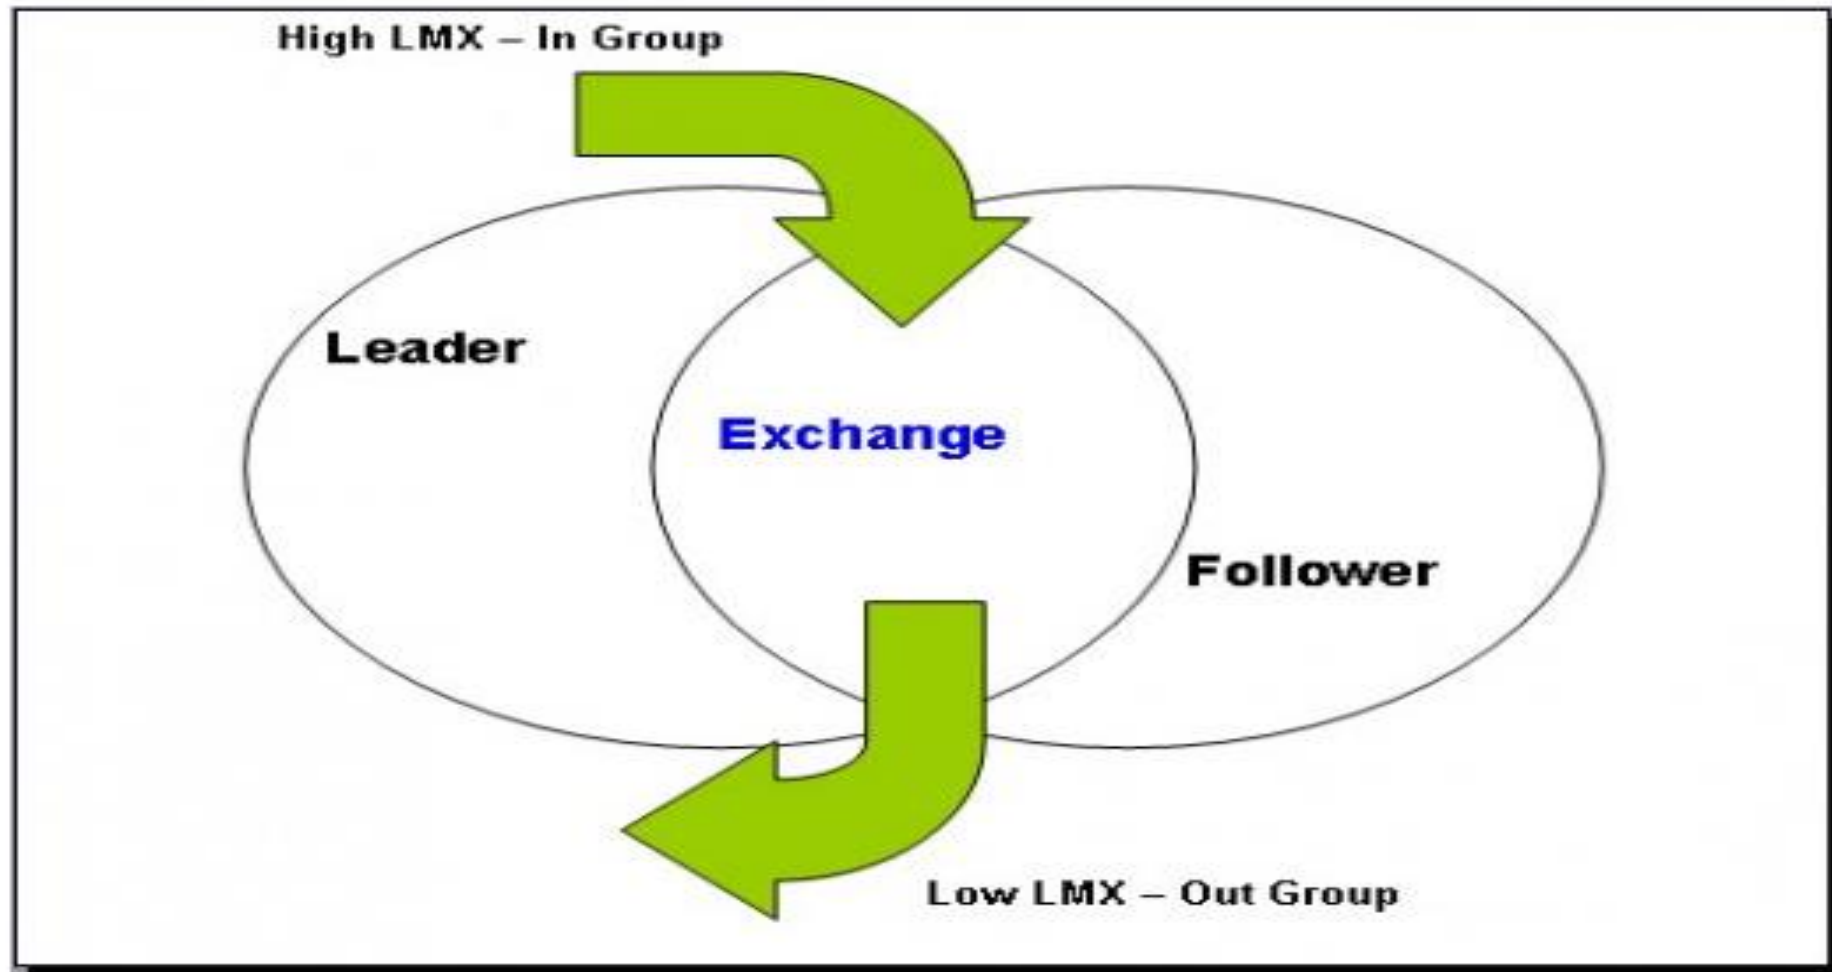 High LMX – In Group
Leader
Exchange
Follower
Low LMX – Out Group